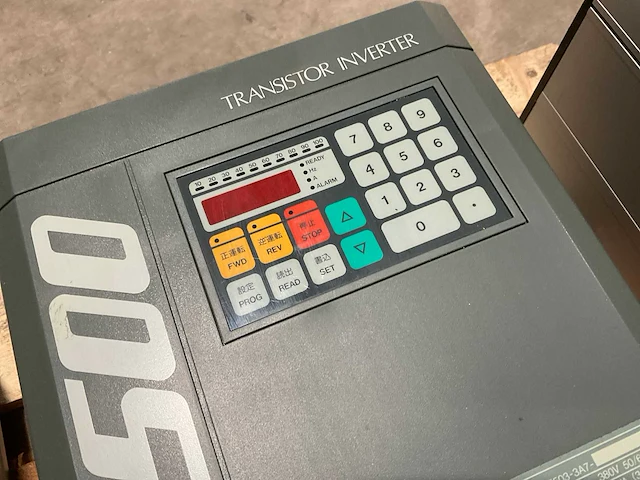 TRANSISTOR INVERTER
10 20 30 40 50 60 70 80 90 100
READY
Hz
A
ALARM
7 8 9
4 5 6
1 2 3
0 .
正運転 FWD
逆運転 REV
停止 STOP
設定 PROG
読出 READ
書込 SET
500
503-3A7-
380V 50/6